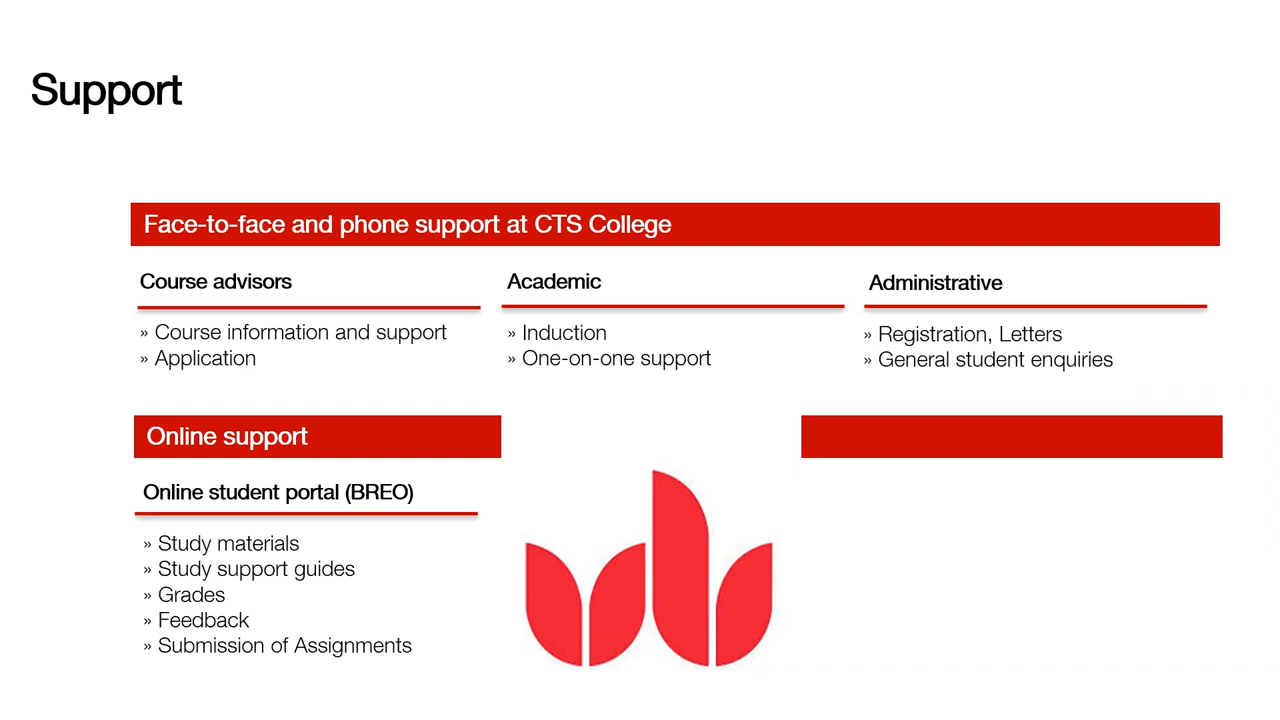 Support
Face-to-face and phone support at CTS College
Course advisors
» Course information and support
» Application
Academic
» Induction
» One-on-one support
Administrative
» Registration, Letters
» General student enquiries
Online support
Online student portal (BREO)
» Study materials
» Study support guides
» Grades
» Feedback
» Submission of Assignments